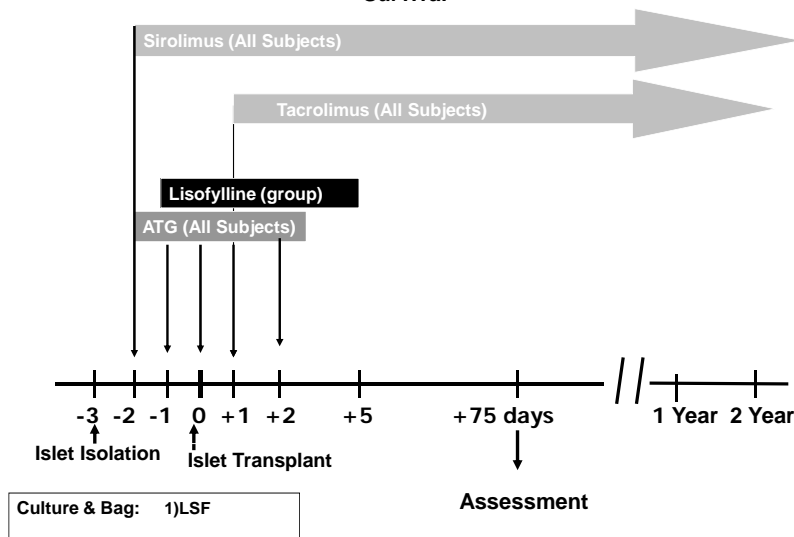 Sirolimus (All Subjects)
Tacrolimus (All Subjects)
Lisofylline (group)
ATG (All Subjects)
-3 -2 -1 0 +1 +2 +5 +75 days 1 Year 2 Year
Islet Isolation
Islet Transplant
Assessment
Culture & Bag: 1)LSF